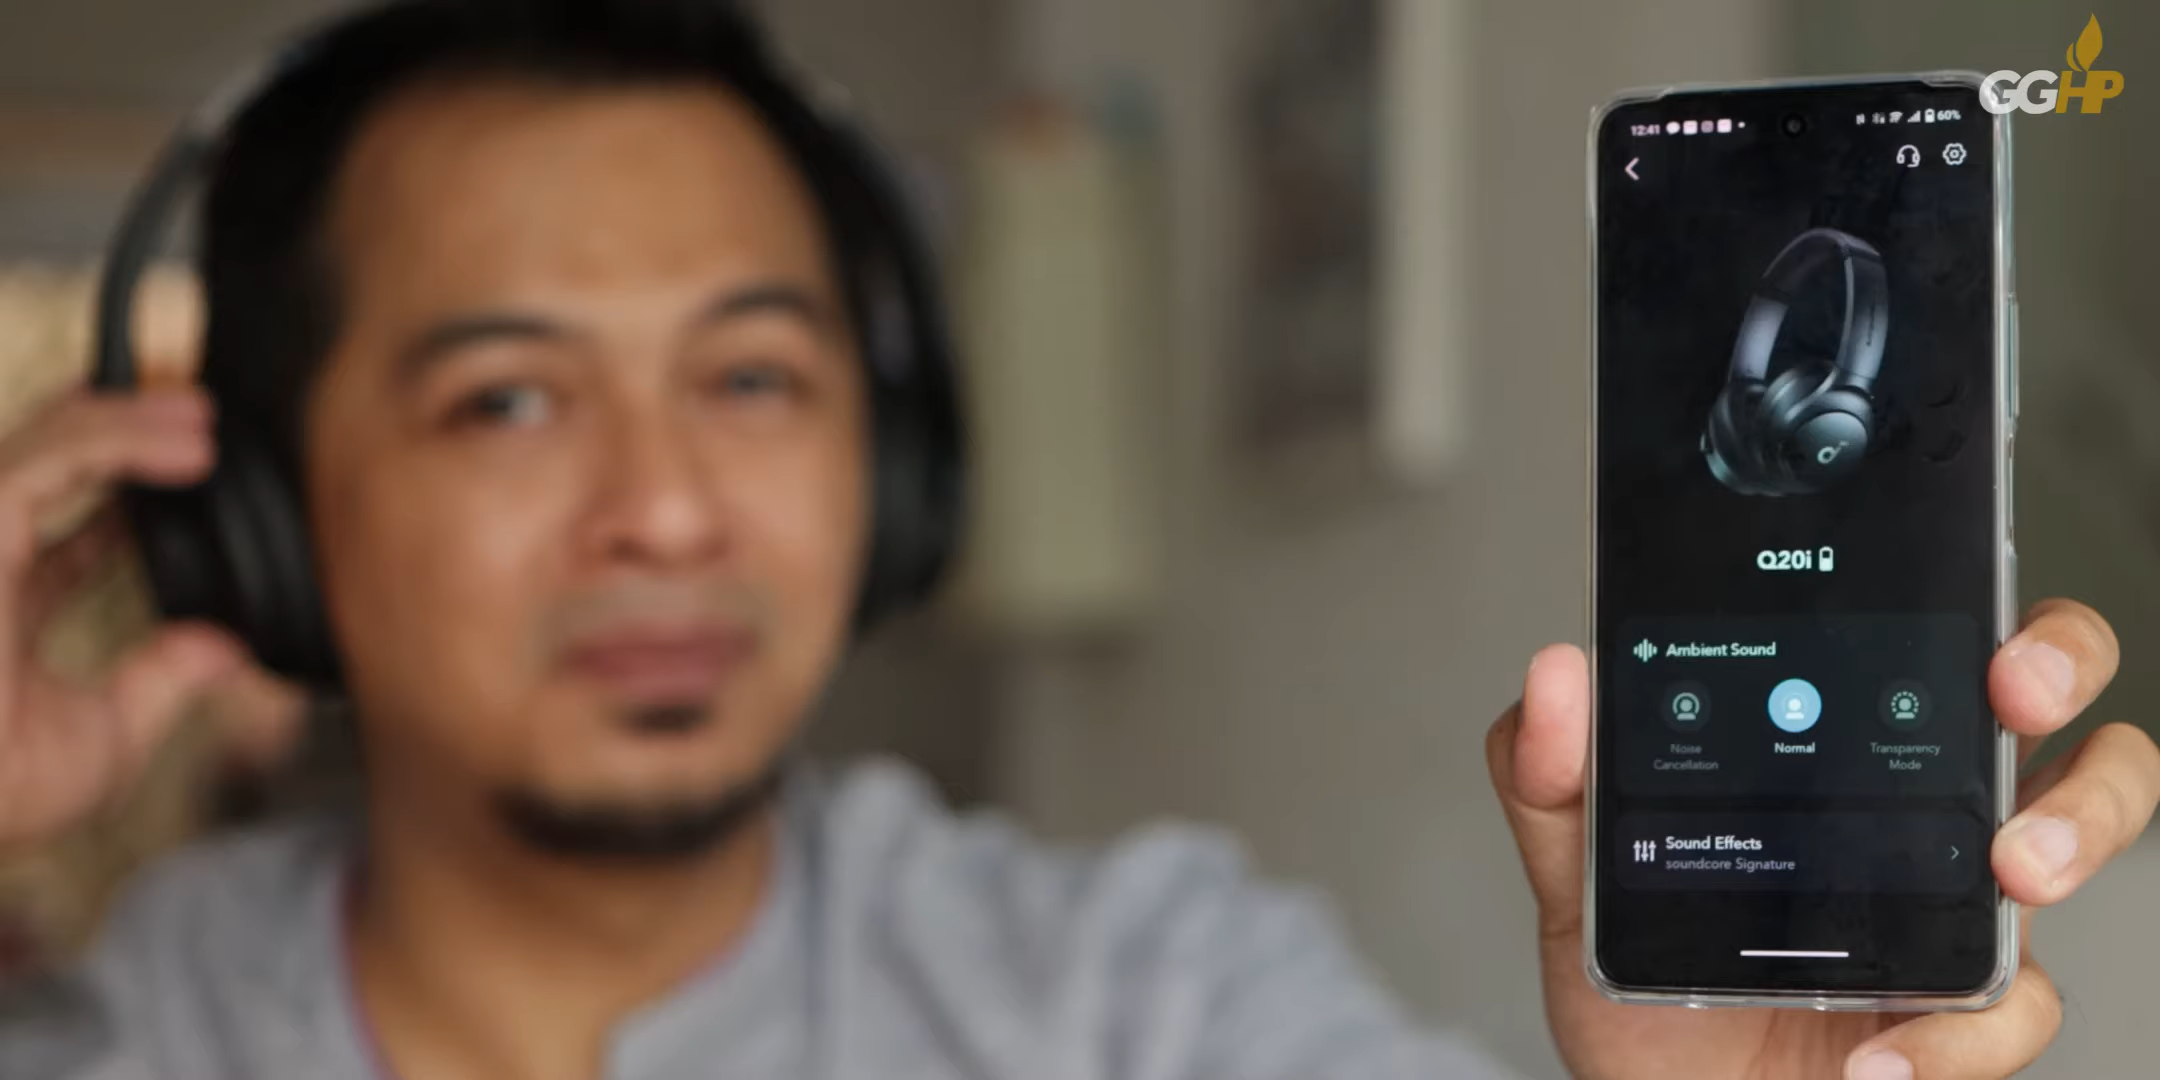 GGHP
12:41
60%
Q20i
Ambient Sound
Noise
Cancellation
Normal
Transparency
Mode
Sound Effects
soundcore Signature